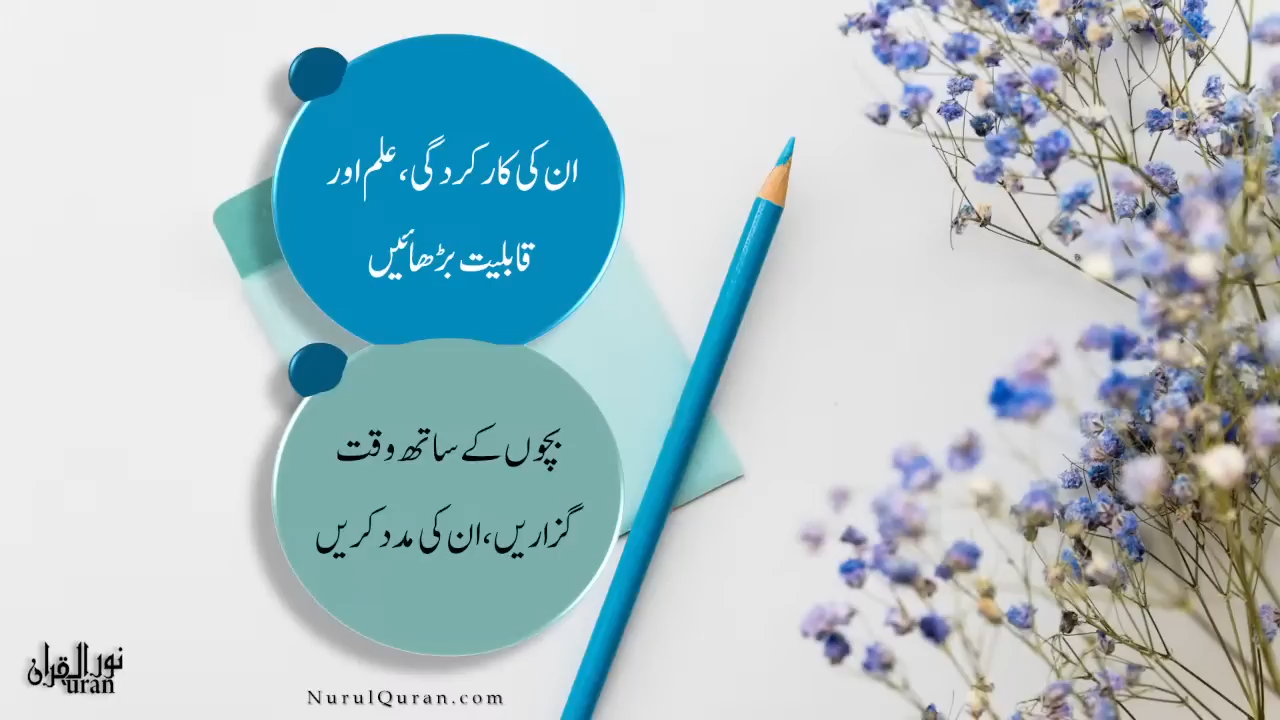 ان کی کارکردگی، علم اور
قابلیت بڑھائیں
بچوں کے ساتھ وقت
گزاریں، ان کی مدد کریں
نور القرآن
uran
NurulQuran.com